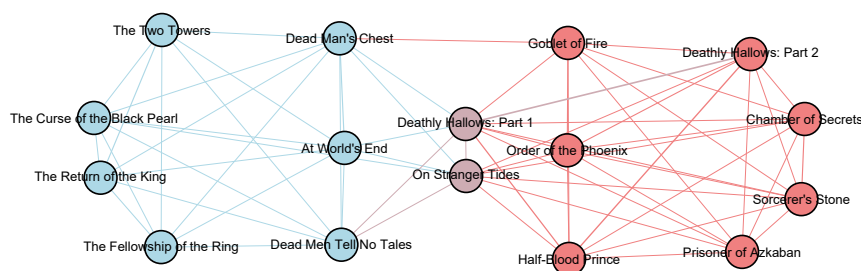 The Two Towers
Dead Man's Chest
Goblet of Fire
Deathly Hallows: Part 2
The Curse of the Black Pearl
Deathly Hallows: Part 1
Chamber of Secrets
At World's End
Order of the Phoenix
The Return of the King
On Stranger Tides
Sorcerer's Stone
The Fellowship of the Ring
Dead Men Tell No Tales
Half-Blood Prince
Prisoner of Azkaban